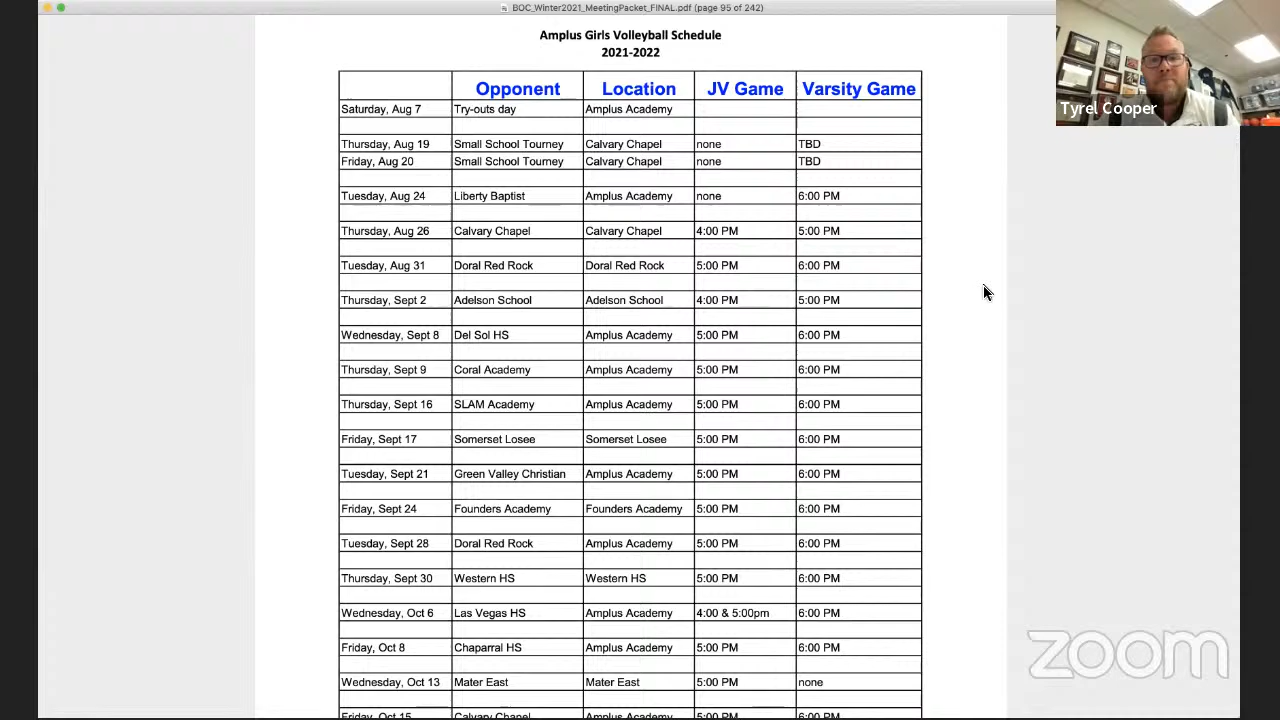 BOC_Winter2021_MeetingPacket_FINAL.pdf (page 95 of 242)
Amplus Girls Volleyball Schedule
2021-2022
Opponent Location JV Game Varsity Game
Saturday, Aug 7 Try-outs day Amplus Academy
Thursday, Aug 19 Small School Tourney Calvary Chapel none TBD
Friday, Aug 20 Small School Tourney Calvary Chapel none TBD
Tuesday, Aug 24 Liberty Baptist Amplus Academy none 6:00 PM
Thursday, Aug 26 Calvary Chapel Calvary Chapel 4:00 PM 5:00 PM
Tuesday, Aug 31 Doral Red Rock Doral Red Rock 5:00 PM 6:00 PM
Thursday, Sept 2 Adelson School Adelson School 4:00 PM 5:00 PM
Wednesday, Sept 8 Del Sol HS Amplus Academy 5:00 PM 6:00 PM
Thursday, Sept 9 Coral Academy Amplus Academy 5:00 PM 6:00 PM
Thursday, Sept 16 SLAM Academy Amplus Academy 5:00 PM 6:00 PM
Friday, Sept 17 Somerset Losee Somerset Losee 5:00 PM 6:00 PM
Tuesday, Sept 21 Green Valley Christian Amplus Academy 5:00 PM 6:00 PM
Friday, Sept 24 Founders Academy Founders Academy 5:00 PM 6:00 PM
Tuesday, Sept 28 Doral Red Rock Amplus Academy 5:00 PM 6:00 PM
Thursday, Sept 30 Western HS Western HS 5:00 PM 6:00 PM
Wednesday, Oct 6 Las Vegas HS Amplus Academy 4:00 & 5:00pm 6:00 PM
Friday, Oct 8 Chaparral HS Amplus Academy 5:00 PM 6:00 PM
Wednesday, Oct 13 Mater East Mater East 5:00 PM none
Friday, Oct 15 Calvary Chapel Amplus Academy 5:00 PM 6:00 PM
Tyrel Cooper
zoom